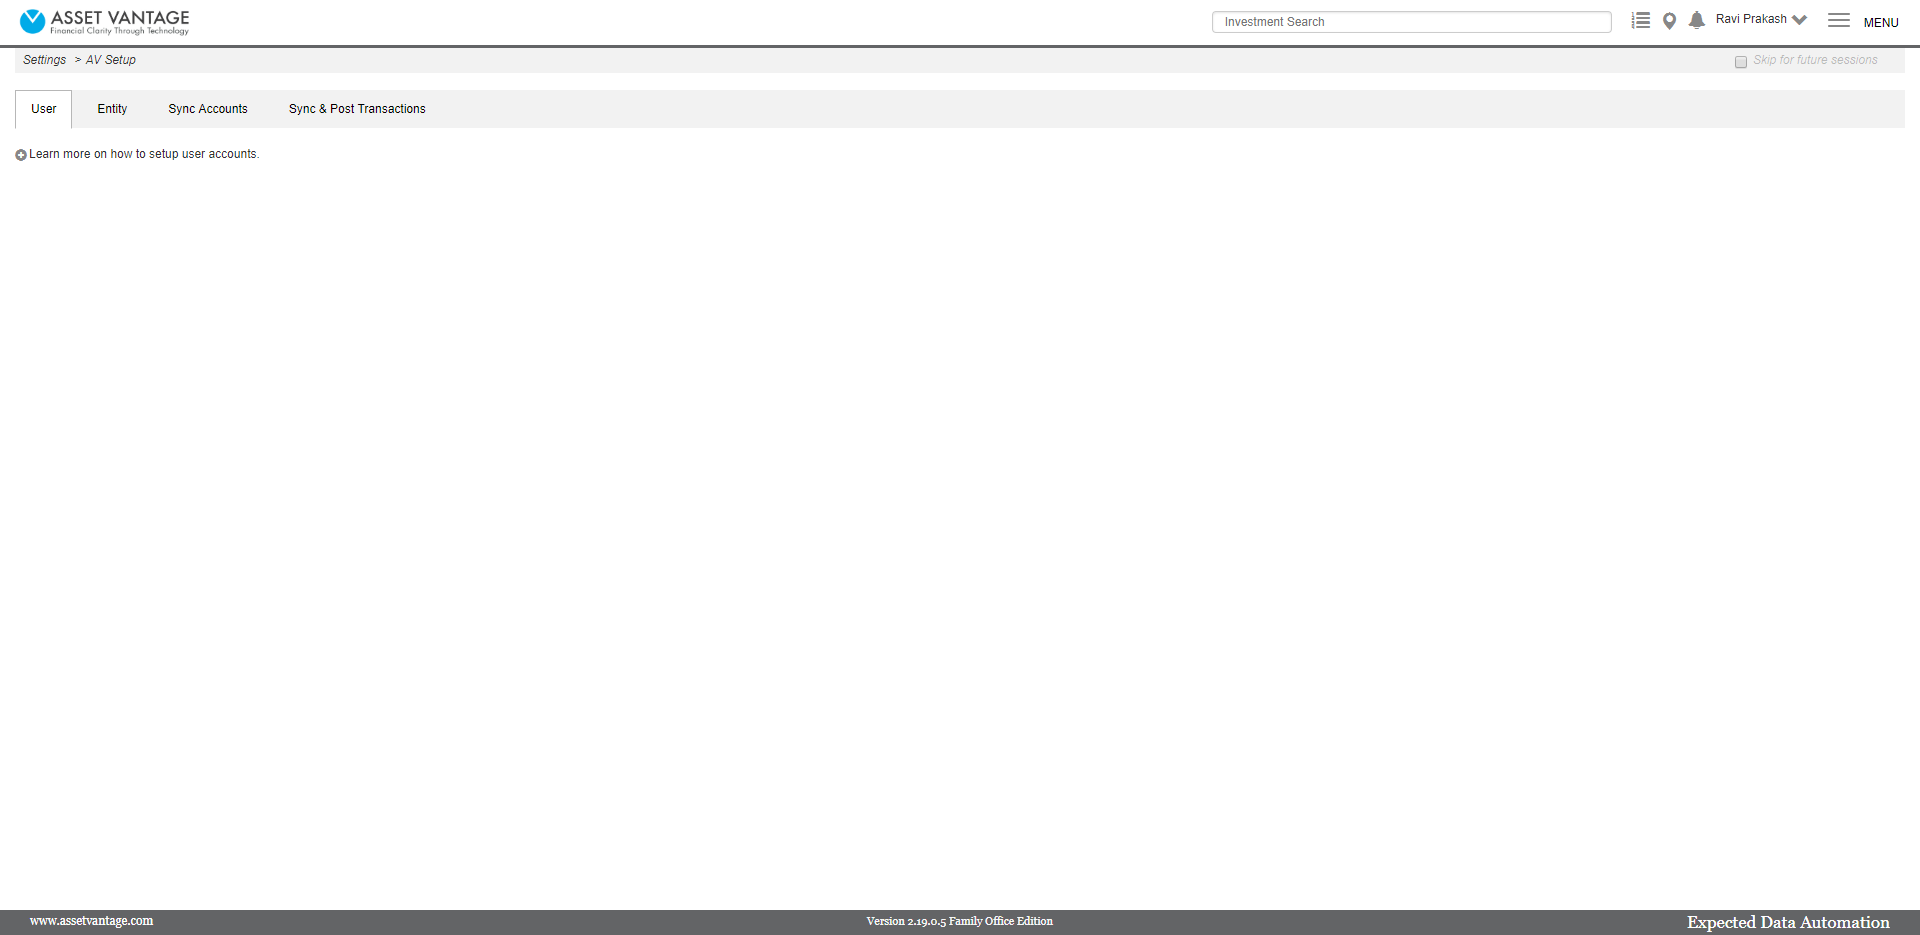 ASSET VANTAGE
Financial Clarity Through Technology
Investment Search
Ravi Prakash
MENU
Settings > AV Setup
Skip for future sessions
User
Entity
Sync Accounts
Sync & Post Transactions
Learn more on how to setup user accounts.
www.assetvantage.com
Version 2.19.0.5 Family Office Edition
Expected Data Automation